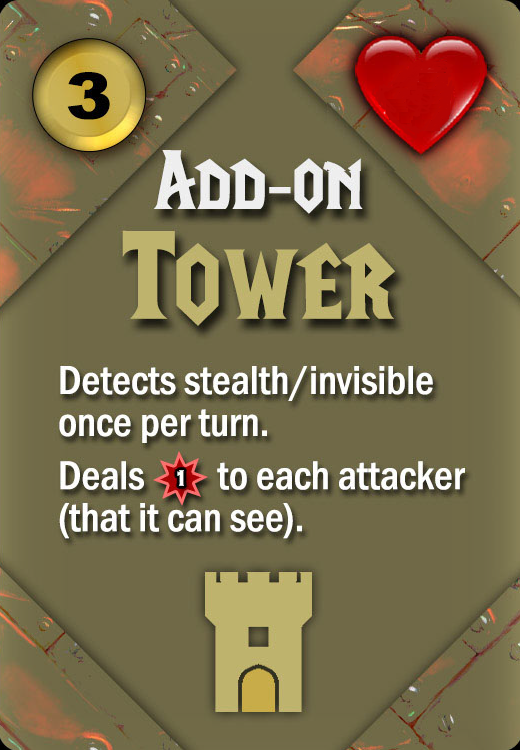 3
Add-on
Tower
Detects stealth/invisible
once per turn.
Deals 1 to each attacker
(that it can see).